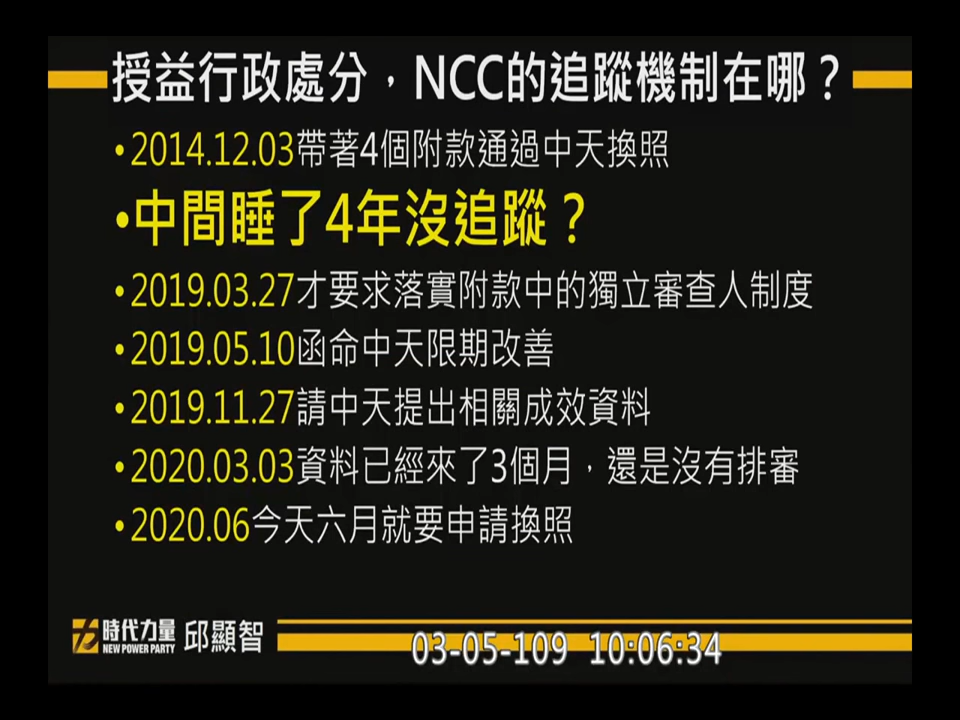 授益行政處分，NCC的追蹤機制在哪？
•2014.12.03帶著4個附款通過中天換照
•中間睡了4年沒追蹤？
•2019.03.27才要求落實附款中的獨立審查人制度
•2019.05.10函命中天限期改善
•2019.11.27請中天提出相關成效資料
•2020.03.03資料已經來了3個月，還是沒有排審
•2020.06今天六月就要申請換照
時代力量
NEW POWER PARTY
邱顯智
03-05-109 10:06:34